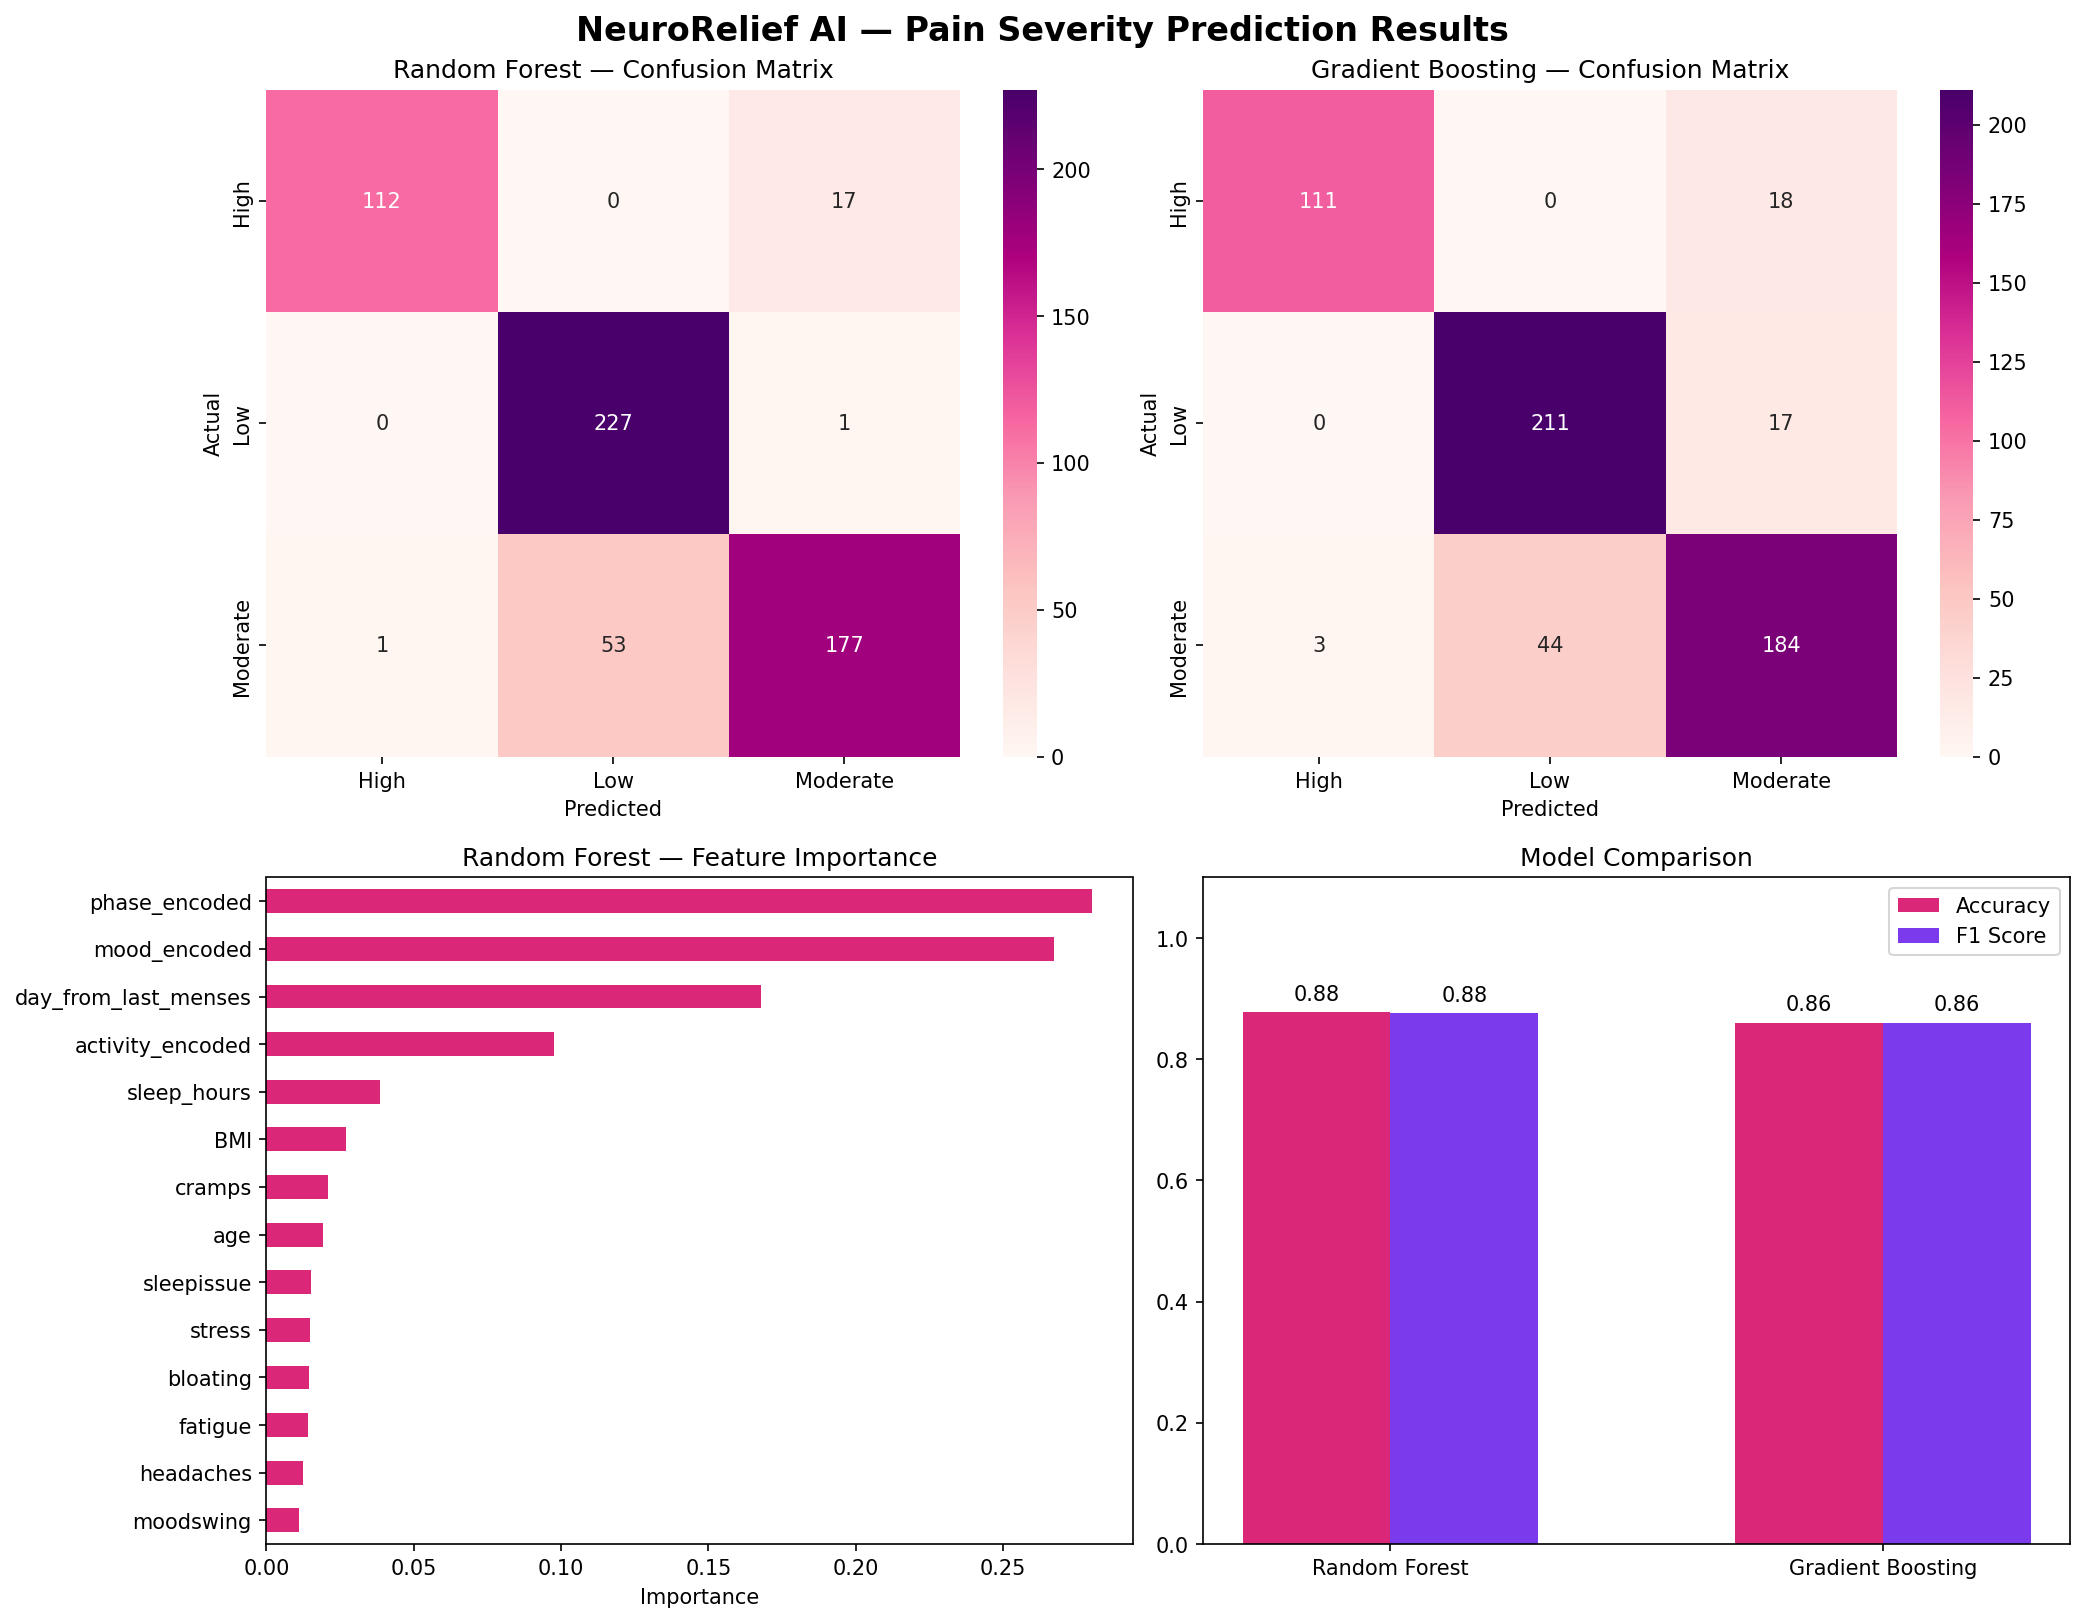 NeuroRelief AI — Pain Severity Prediction Results
Random Forest — Confusion Matrix
High
Low
Moderate
Actual
112 0 17
0 227 1
1 53 177
High Low Moderate
Predicted
200
150
100
50
0
Gradient Boosting — Confusion Matrix
High
Low
Moderate
Actual
111 0 18
0 211 17
3 44 184
High Low Moderate
Predicted
200
175
150
125
100
75
50
25
0
Random Forest — Feature Importance
phase_encoded
mood_encoded
day_from_last_menses
activity_encoded
sleep_hours
BMI
cramps
age
sleepissue
stress
bloating
fatigue
headaches
moodswing
0.00 0.05 0.10 0.15 0.20 0.25
Importance
Model Comparison
Accuracy
F1 Score
1.0
0.8
0.6
0.4
0.2
0.0
0.88 0.88 0.86 0.86
Random Forest Gradient Boosting